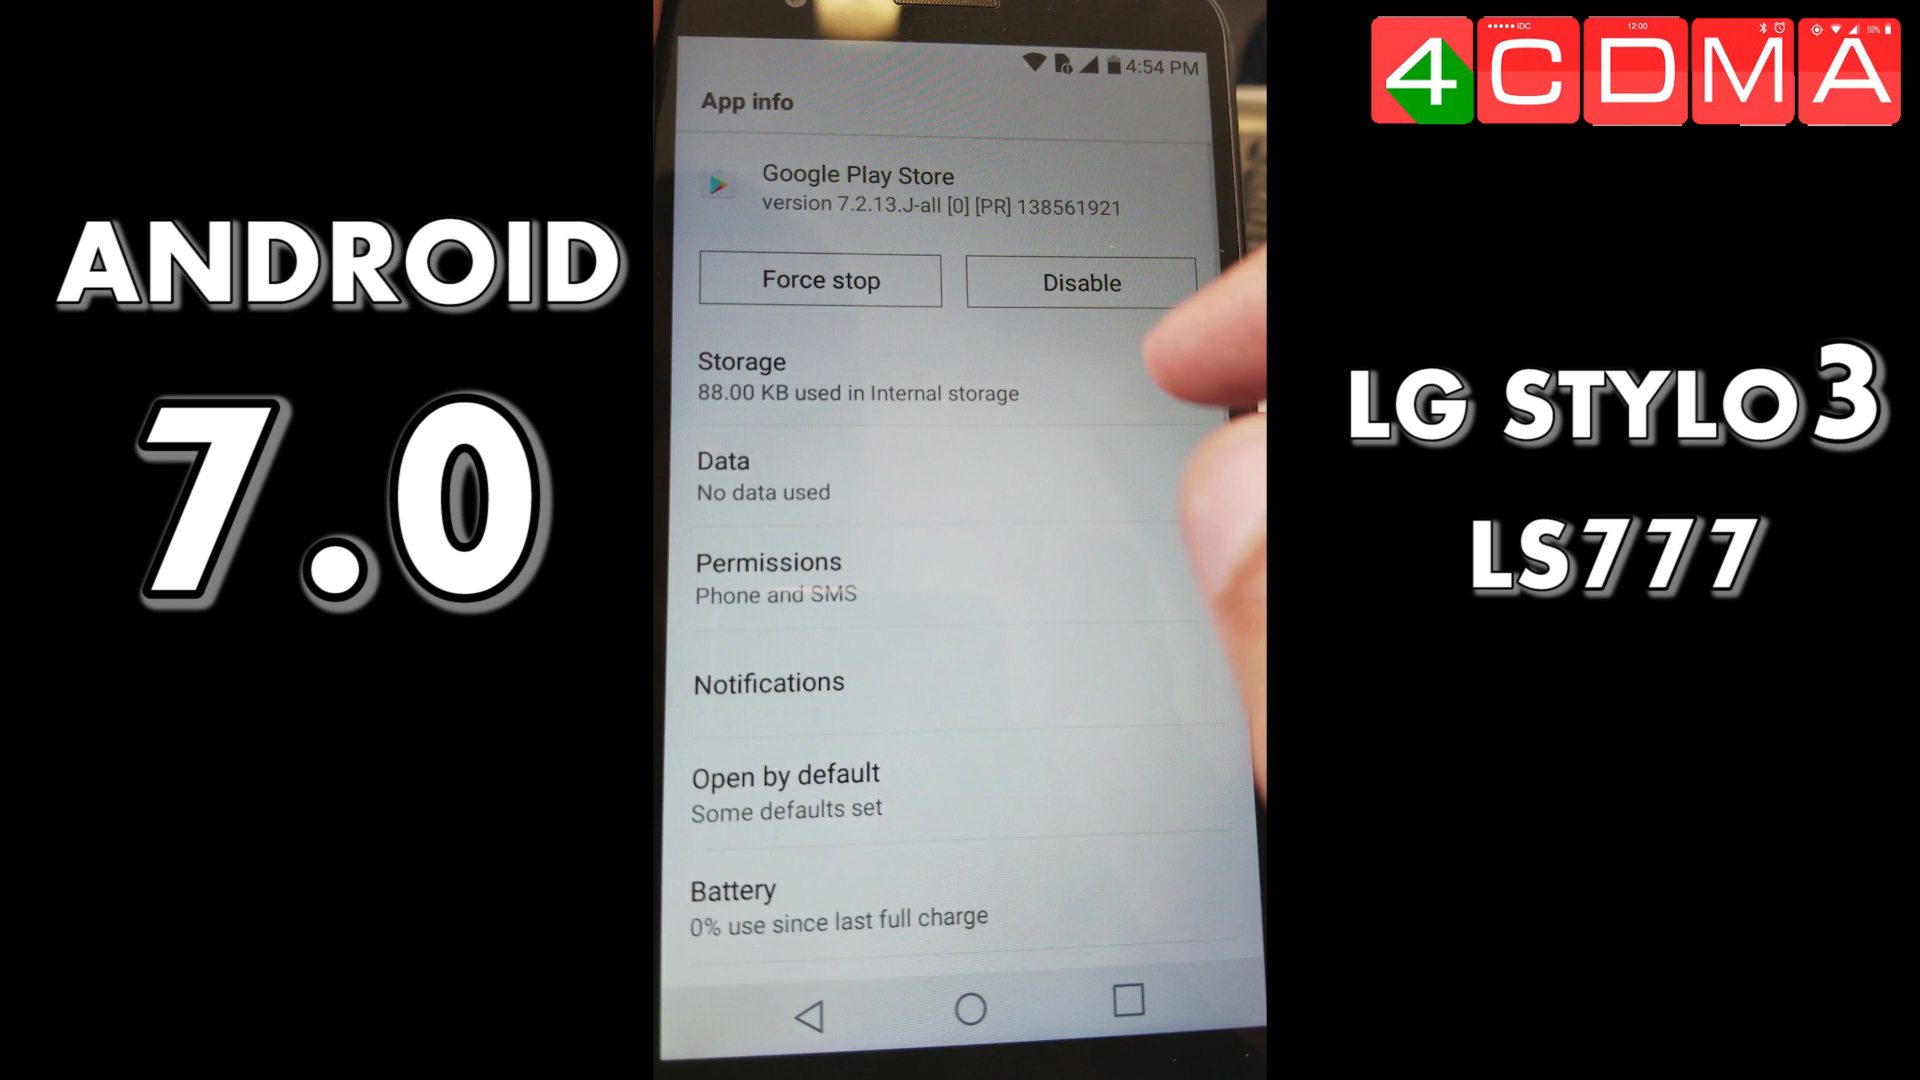 ANDROID
7.0
4:54 PM
App info
Google Play Store
version 7.2.13.J-all [0] [PR] 138561921
Force stop
Disable
Storage
88.00 KB used in Internal storage
Data
No data used
Permissions
Phone and SMS
Notifications
Open by default
Some defaults set
Battery
0% use since last full charge
IDC
12:00
4CDMA
LG STYLO 3
LS777